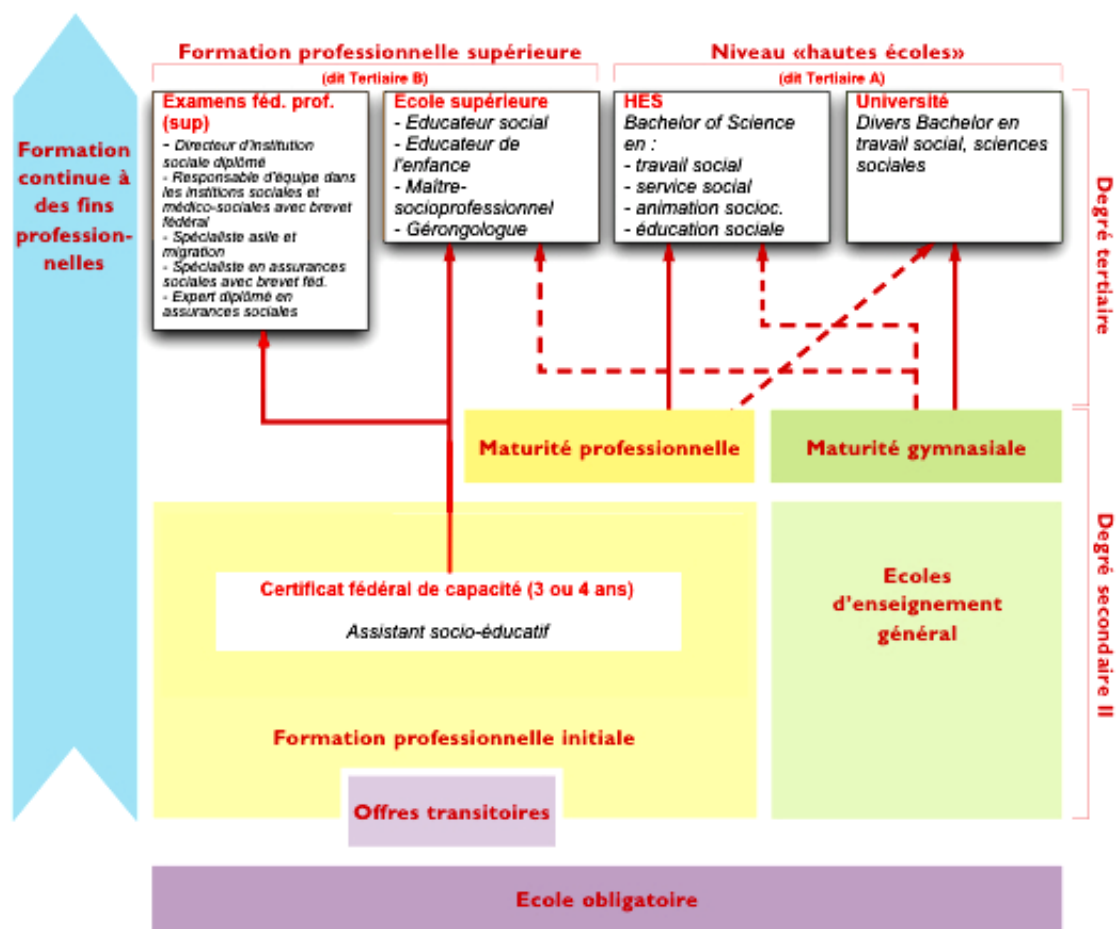 Formation professionnelle supérieure
(dit Tertiaire B)
Niveau «hautes écoles»
(dit Tertiaire A)
Formation
continue à
des fins
profession-
nelles
Examens féd. prof.
(sup)
- Directeur d'institution
sociale diplômé
- Responsable d'équipe dans
les institions sociales et
médico-sociales avec brevet
fédéral
- Spécialiste asile et
migration
- Spécialiste en assurances
sociales avec brevet féd.
- Expert diplômé en
assurances sociales
Ecole supérieure
- Educateur social
- Educateur de
l'enfance
- Maître-
socioprofessionnel
- Gérongologue
HES
Bachelor of Science
en :
- travail social
- service social
- animation socioc.
- éducation sociale
Université
Divers Bachelor en
travail social, sciences
sociales
Degré tertiaire
Maturité professionnelle
Maturité gymnasiale
Certificat fédéral de capacité (3 ou 4 ans)
Assistant socio-éducatif
Ecoles
d'enseignement
général
Degré secondaire II
Formation professionnelle initiale
Offres transitoires
Ecole obligatoire